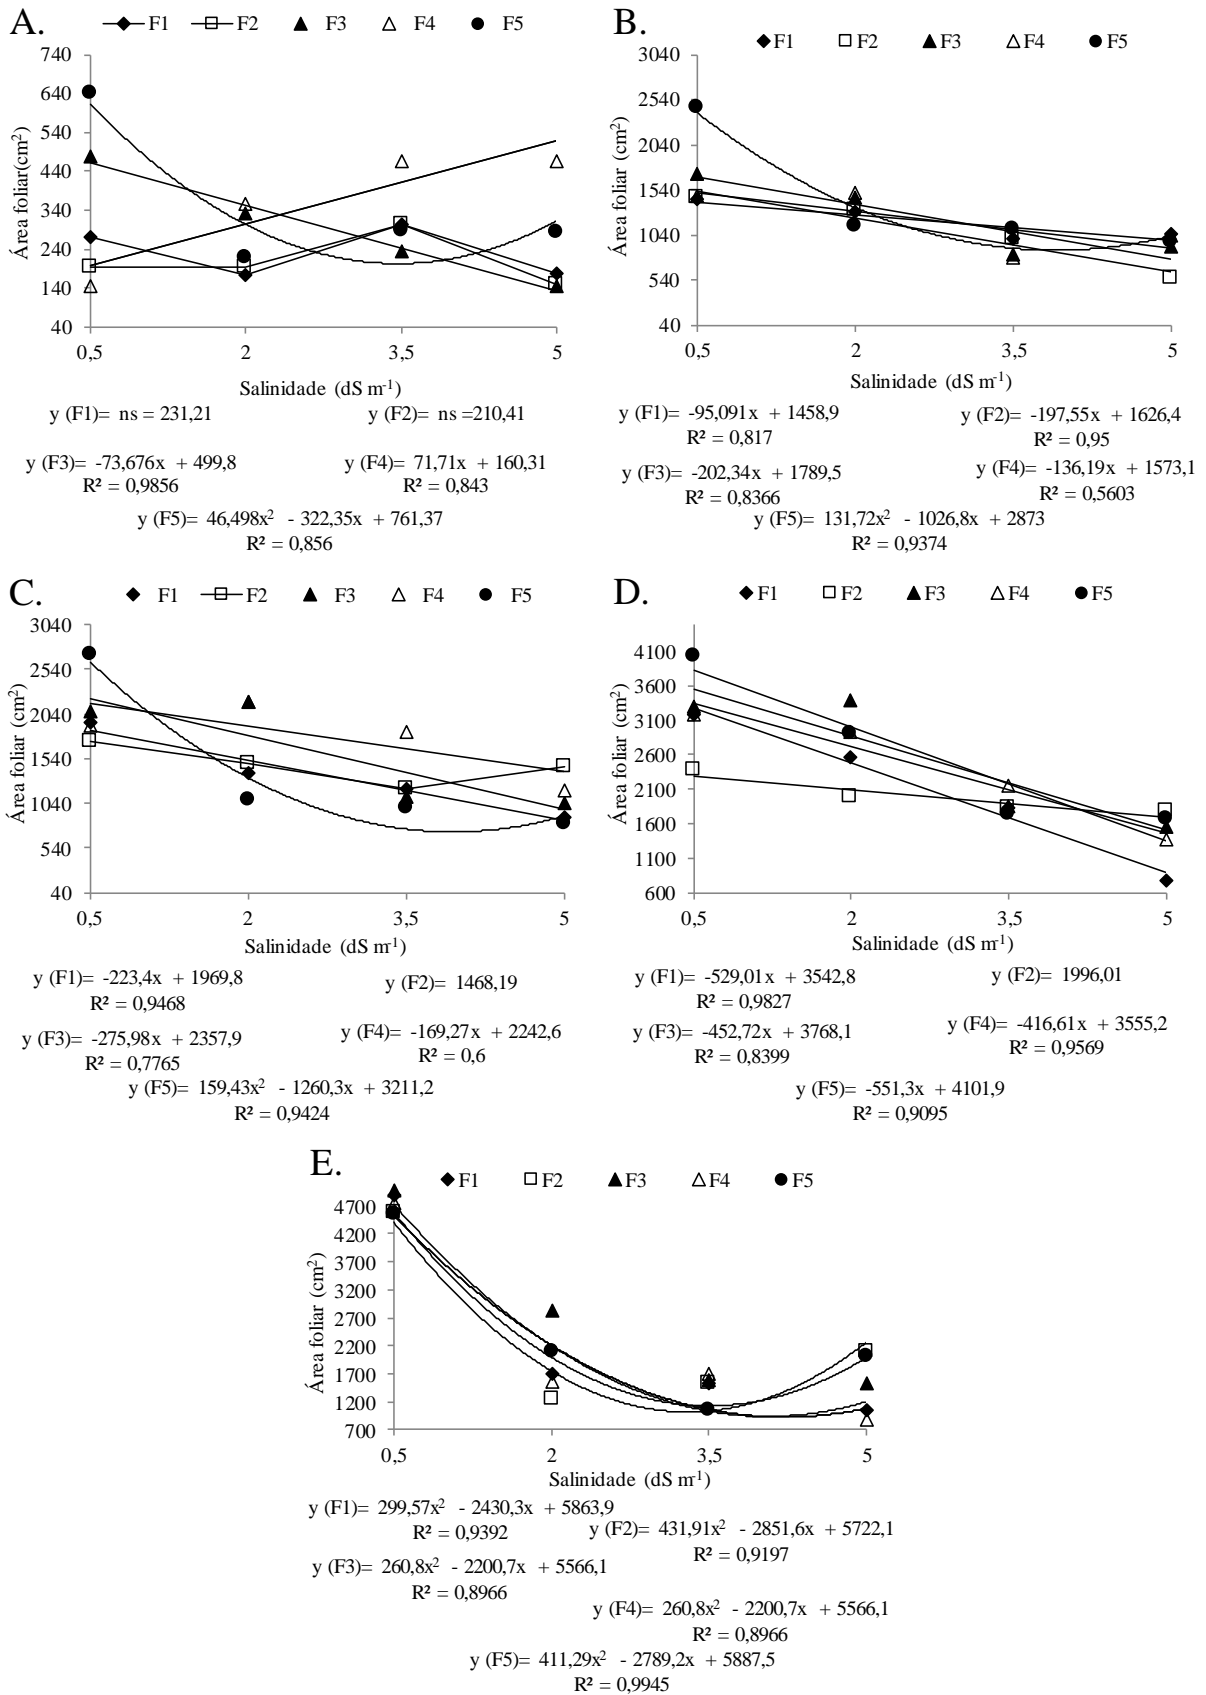 A.
F1 F2 F3 F4 F5
740
640
540
440
340
240
140
40
Área foliar(cm²)
0,5 2 3,5 5
Salinidade (dS m⁻¹)
y (F1)= ns = 231,21
y (F2)= ns =210,41
y (F3)= -73,676x + 499,8
R² = 0,9856
y (F4)= 71,71x + 160,31
R² = 0,843
y (F5)= 46,498x² - 322,35x + 761,37
R² = 0,856
B.
F1 F2 F3 F4 F5
3040
2540
2040
1540
1040
540
40
Área foliar (cm²)
0,5 2 3,5 5
Salinidade (dS m⁻¹)
y (F1)= -95,091x + 1458,9
R² = 0,817
y (F2)= -197,55x + 1626,4
R² = 0,95
y (F3)= -202,34x + 1789,5
R² = 0,8366
y (F4)= -136,19x + 1573,1
R² = 0,5603
y (F5)= 131,72x² - 1026,8x + 2873
R² = 0,9374
C.
F1 F2 F3 F4 F5
3040
2540
2040
1540
1040
540
40
Área foliar (cm²)
0,5 2 3,5 5
Salinidade (dS m⁻¹)
y (F1)= -223,4x + 1969,8
R² = 0,9468
y (F2)= 1468,19
y (F3)= -275,98x + 2357,9
R² = 0,7765
y (F4)= -169,27x + 2242,6
R² = 0,6
y (F5)= 159,43x² - 1260,3x + 3211,2
R² = 0,9424
D.
F1 F2 F3 F4 F5
4100
3600
3100
2600
2100
1600
1100
600
Área foliar (cm²)
0,5 2 3,5 5
Salinidade (dS m⁻¹)
y (F1)= -529,01x + 3542,8
R² = 0,9827
y (F2)= 1996,01
y (F3)= -452,72x + 3768,1
R² = 0,8399
y (F4)= -416,61x + 3555,2
R² = 0,9569
y (F5)= -551,3x + 4101,9
R² = 0,9095
E.
F1 F2 F3 F4 F5
4700
4200
3700
3200
2700
2200
1700
1200
700
Área foliar (cm²)
0,5 2 3,5 5
Salinidade (dS m⁻¹)
y (F1)= 299,57x² - 2430,3x + 5863,9
R² = 0,9392
y (F2)= 431,91x² - 2851,6x + 5722,1
R² = 0,9197
y (F3)= 260,8x² - 2200,7x + 5566,1
R² = 0,8966
y (F4)= 260,8x² - 2200,7x + 5566,1
R² = 0,8966
y (F5)= 411,29x² - 2789,2x + 5887,5
R² = 0,9945